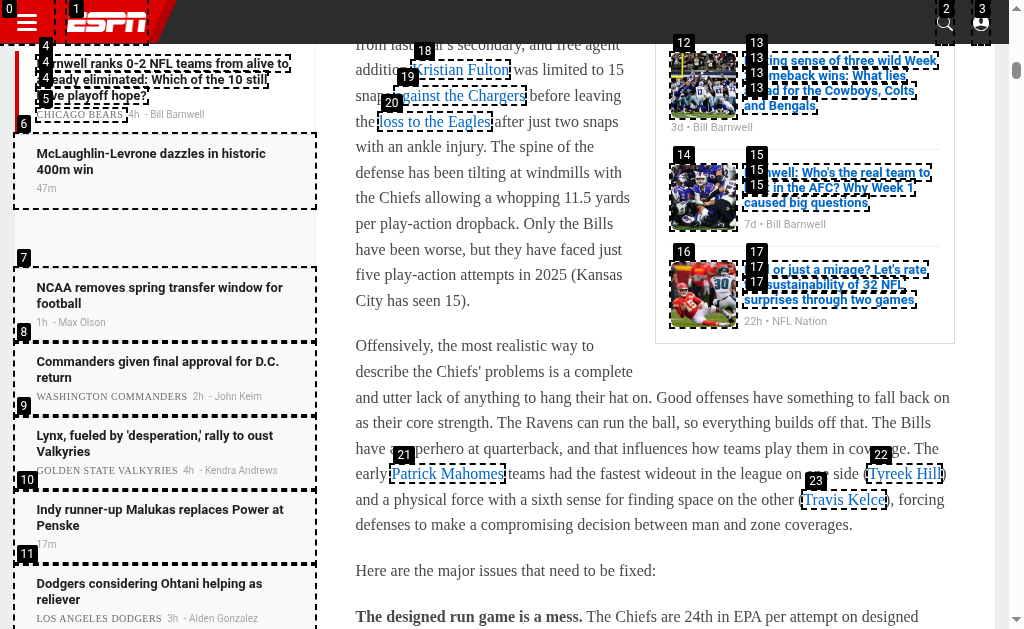 0
1
ESPN
2
3
4
4
4
5
rnwell ranks 0-2 NFL teams from alive to
eady eliminated: Which of the 10 still
ve playoff hope?
CHICAGO BEARS 4h - Bill Barnwell
6
McLaughlin-Levrone dazzles in historic
400m win
47m
7
NCAA removes spring transfer window for
football
1h - Max Olson
8
Commanders given final approval for D.C.
return
WASHINGTON COMMANDERS 2h - John Keim
9
Lynx, fueled by 'desperation,' rally to oust
Valkyries
GOLDEN STATE VALKYRIES 4h - Kendra Andrews
10
Indy runner-up Malukas replaces Power at
Penske
17m
11
Dodgers considering Ohtani helping as
reliever
LOS ANGELES DODGERS 3h - Alden Gonzalez
from last year's secondary, and free agent
18
addition Kristian Fulton was limited to 15
19
snaps against the Chargers before leaving
20
the loss to the Eagles after just two snaps
with an ankle injury. The spine of the
defense has been tilting at windmills with
the Chiefs allowing a whopping 11.5 yards
per play-action dropback. Only the Bills
have been worse, but they have faced just
five play-action attempts in 2025 (Kansas
City has seen 15).
Offensively, the most realistic way to
describe the Chiefs' problems is a complete
and utter lack of anything to hang their hat on. Good offenses have something to fall back on
as their core strength. The Ravens can run the ball, so everything builds off that. The Bills
have a superhero at quarterback, and that influences how teams play them in coverage. The
21
22
early Patrick Mahomes teams had the fastest wideout in the league on one side (Tyreek Hill)
23
and a physical force with a sixth sense for finding space on the other (Travis Kelce), forcing
defenses to make a compromising decision between man and zone coverages.
Here are the major issues that need to be fixed:
The designed run game is a mess. The Chiefs are 24th in EPA per attempt on designed
12
13
13
13
13
ing sense of three wild Week
meback wins: What lies
ad for the Cowboys, Colts
and Bengals
3d • Bill Barnwell
14
15
15
15
nwell: Who's the real team to
t in the AFC? Why Week 1
caused big questions
7d • Bill Barnwell
16
17
17
17
or just a mirage? Let's rate
sustainability of 32 NFL
surprises through two games
22h • NFL Nation